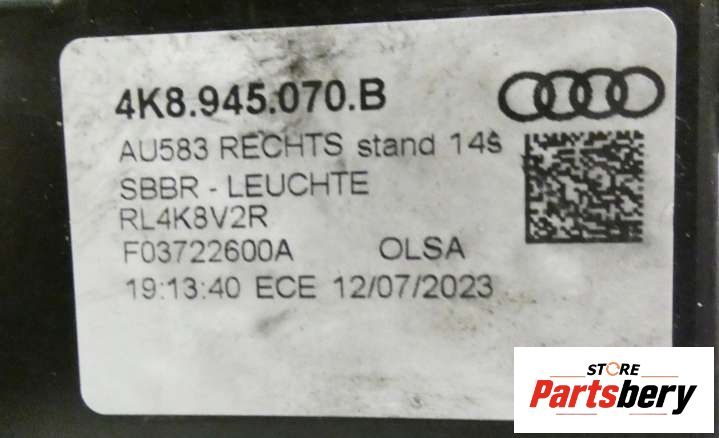 4K8.945.070.B
AU583 RECHTS stand 14s
SBBR - LEUCHTE
RL4K8V2R
F03722600A OLSA
19:13:40 ECE 12/07/2023
STORE
Partsbery